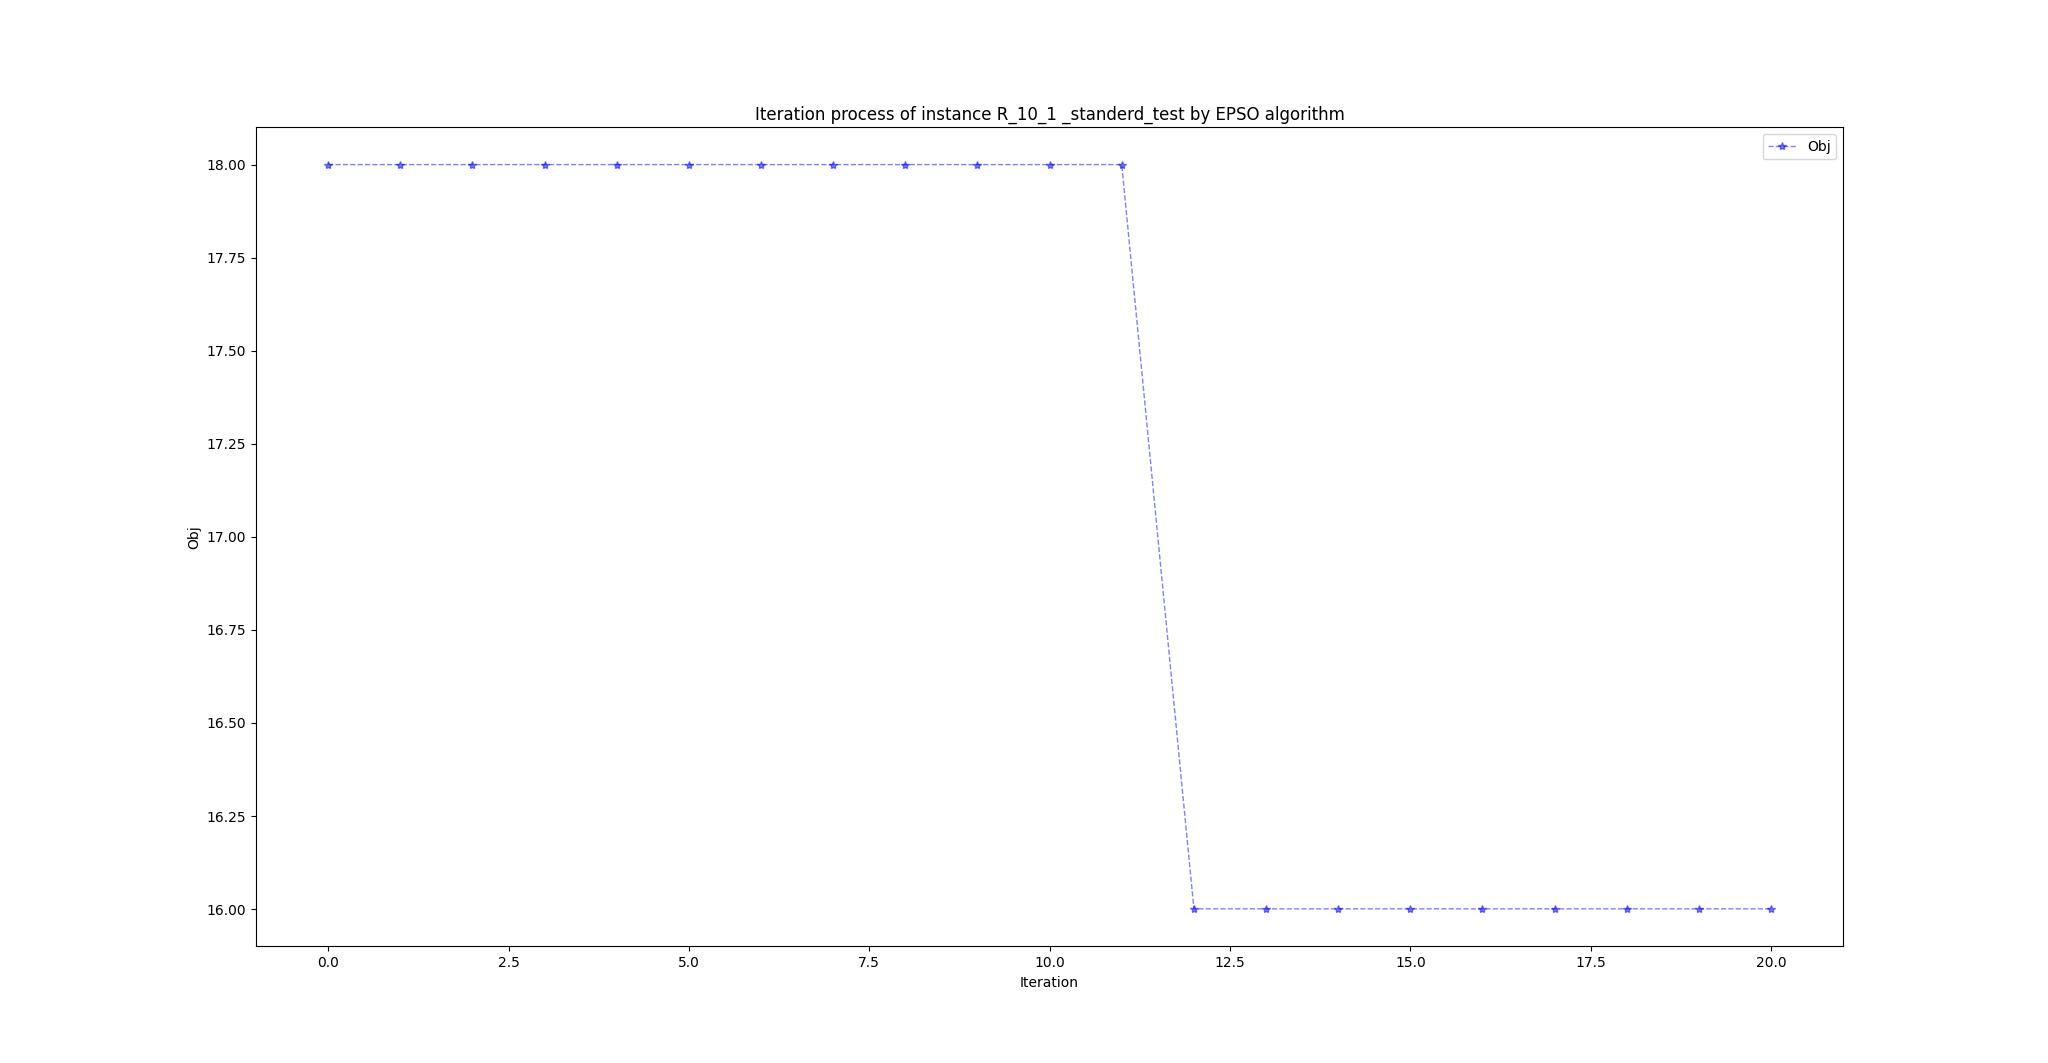 Iteration process of instance R_10_1 _standerd_test by EPSO algorithm
Obj
18.00
17.75
17.50
17.25
17.00
16.75
16.50
16.25
16.00
Obj
0.0 2.5 5.0 7.5 10.0 12.5 15.0 17.5 20.0
Iteration